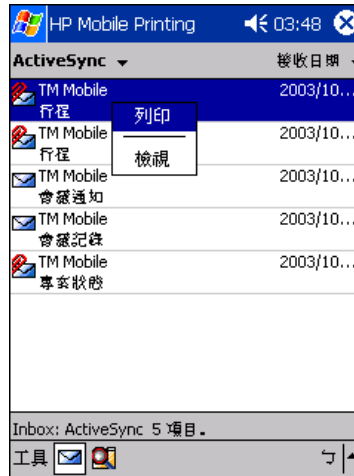 HP Mobile Printing 03:48
ActiveSync 接收日期
TM Mobile 2003/10...
行程
TM Mobile 2003/10...
行程
列印
檢視
TM Mobile 2003/10...
會議通知
TM Mobile 2003/10...
會議記錄
TM Mobile 2003/10...
專案狀態
Inbox: ActiveSync 5 項目.
工具 ㄅ